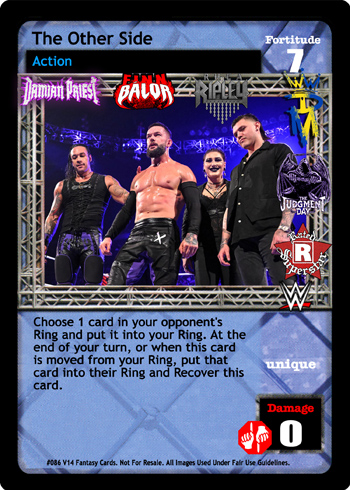 The Other Side
Fortitude
7
Action
DAMIAN PRIEST
FINN BALOR
RIPLEY
THE JUDGMENT DAY
Rated R Superstar
Choose 1 card in your opponent's
Ring and put it into your Ring. At the
end of your turn, or when this card
is moved from your Ring, put that
card into their Ring and Recover this
card.
unique
Damage
0
#086 V14 Fantasy Cards. Not For Resale. All Images Used Under Fair Use Guidelines.